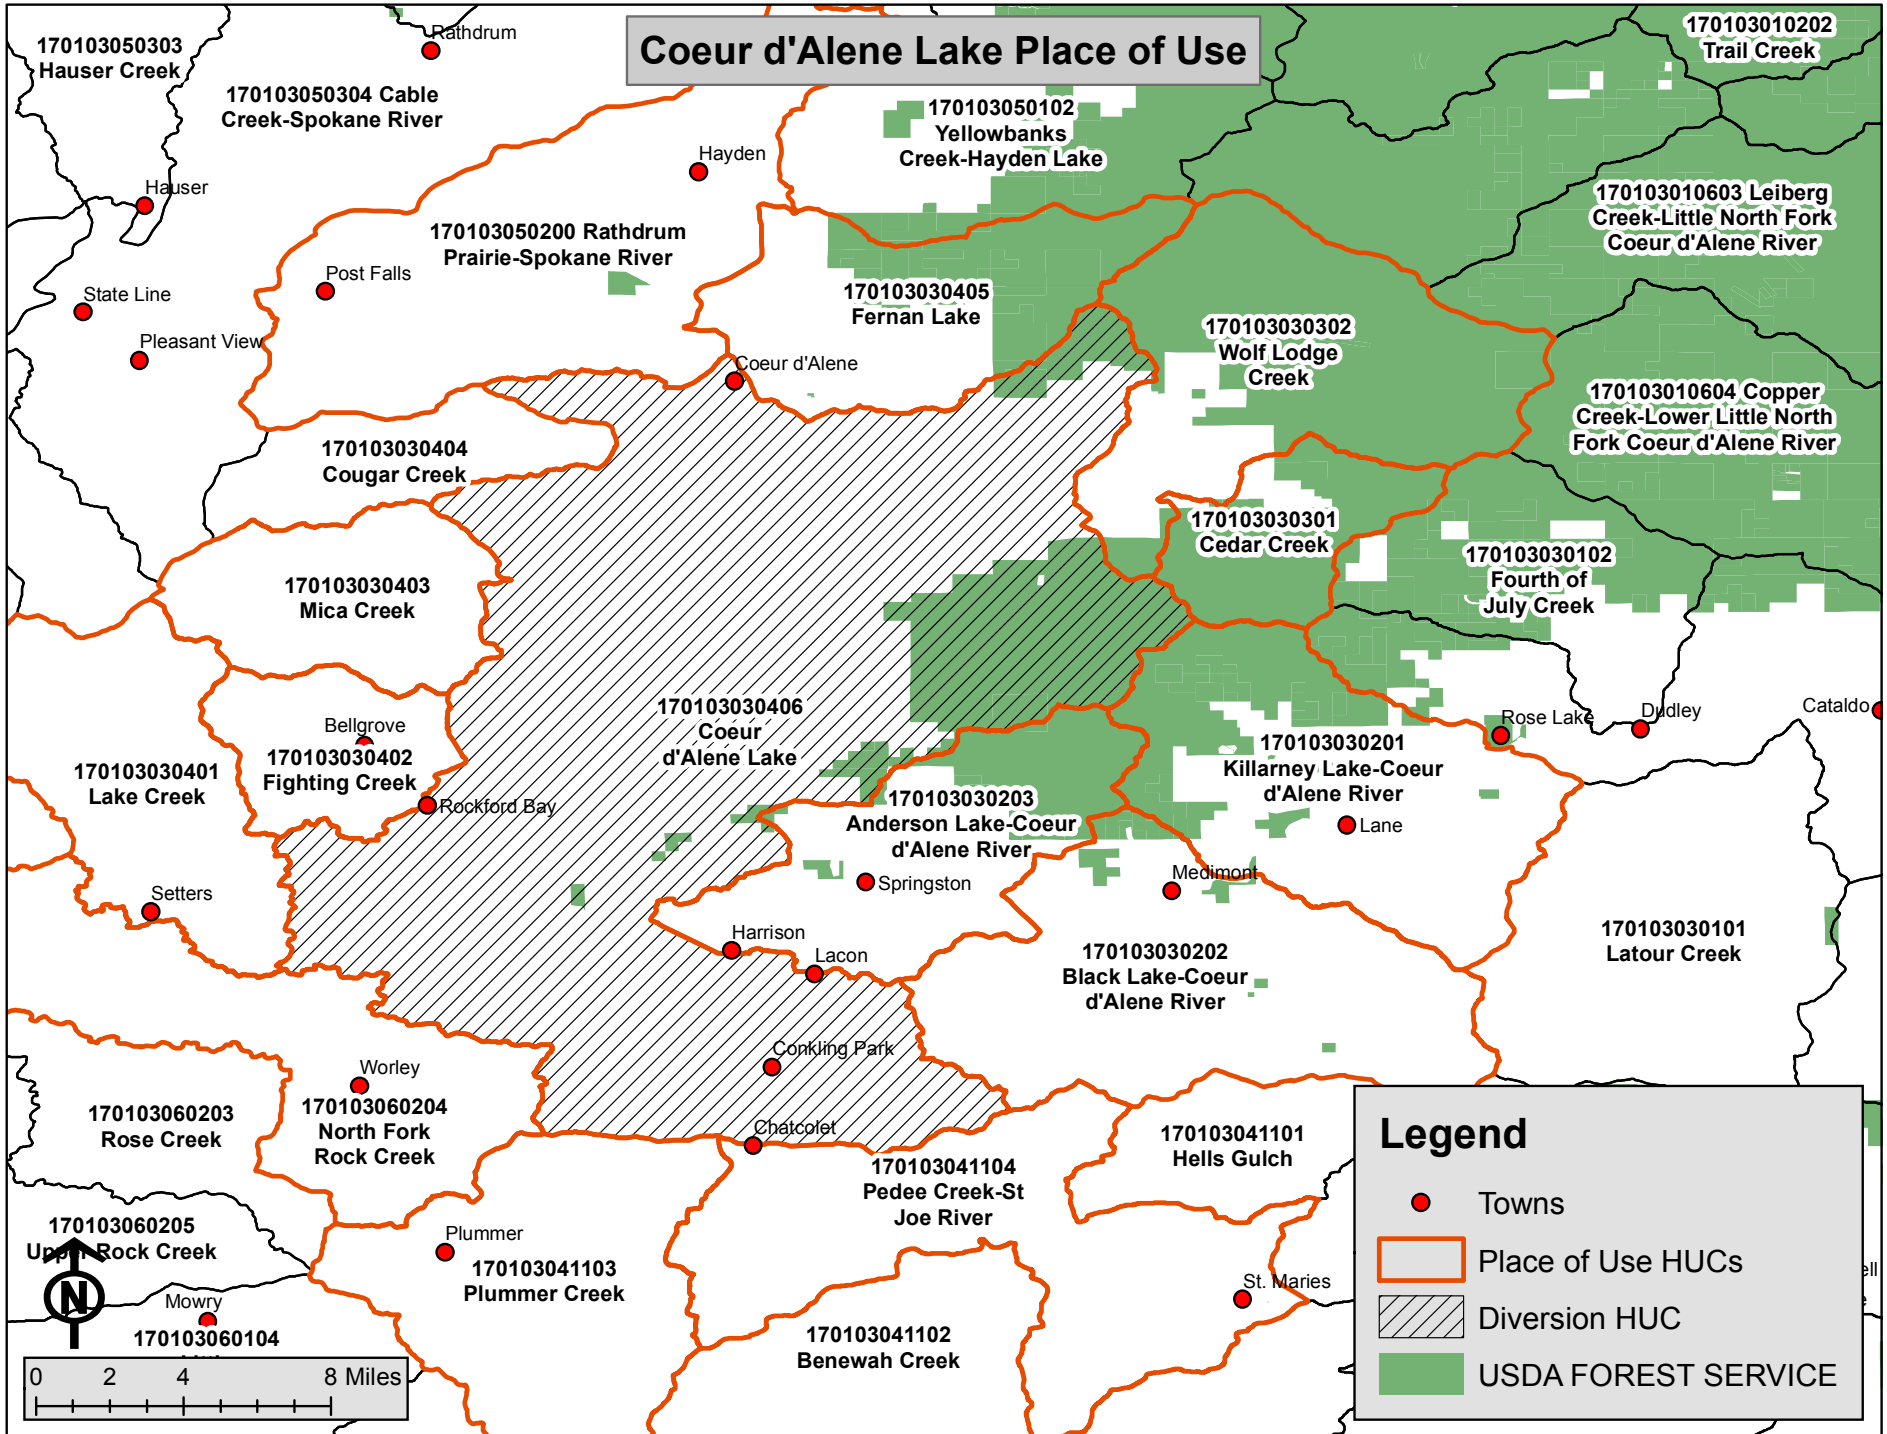 Coeur d'Alene Lake Place of Use
170103050303
Hauser Creek
Rathdrum
170103050304 Cable
Creek-Spokane River
170103010202
Trail Creek
170103050102
Yellowbanks
Creek-Hayden Lake
Hayden
Hauser
170103010603 Leiberg
Creek-Little North Fork
Coeur d'Alene River
170103050200 Rathdrum
Prairie-Spokane River
Post Falls
State Line
Pleasant View
170103030405
Fernan Lake
170103030302
Wolf Lodge
Creek
Coeur d'Alene
170103010604 Copper
Creek-Lower Little North
Fork Coeur d'Alene River
170103030404
Cougar Creek
170103030301
Cedar Creek
170103030102
Fourth of
July Creek
170103030403
Mica Creek
170103030406
Coeur
d'Alene Lake
Bellgrove
170103030402
Fighting Creek
170103030401
Lake Creek
Rockford Bay
Rose Lake
Dudley
Cataldo
170103030201
Killarney Lake-Coeur
d'Alene River
Lane
170103030203
Anderson Lake-Coeur
d'Alene River
Springston
Medimont
Setters
Harrison
Lacon
170103030202
Black Lake-Coeur
d'Alene River
170103030101
Latour Creek
Conkling Park
Worley
170103060203
Rose Creek
170103060204
North Fork
Rock Creek
Chatcolet
170103041104
Pedee Creek-St
Joe River
170103041101
Hells Gulch
170103060205
Upper Rock Creek
Plummer
170103041103
Plummer Creek
St. Maries
Mowry
170103060104
170103041102
Benewah Creek
N
0 2 4 8 Miles
Legend
Towns
Place of Use HUCs
Diversion HUC
USDA FOREST SERVICE